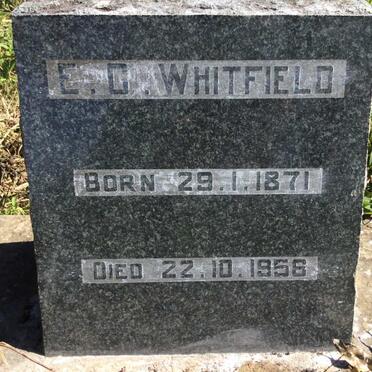 E. C. WHITFIELD
BORN 29.1.1871
DIED 22.10.1956